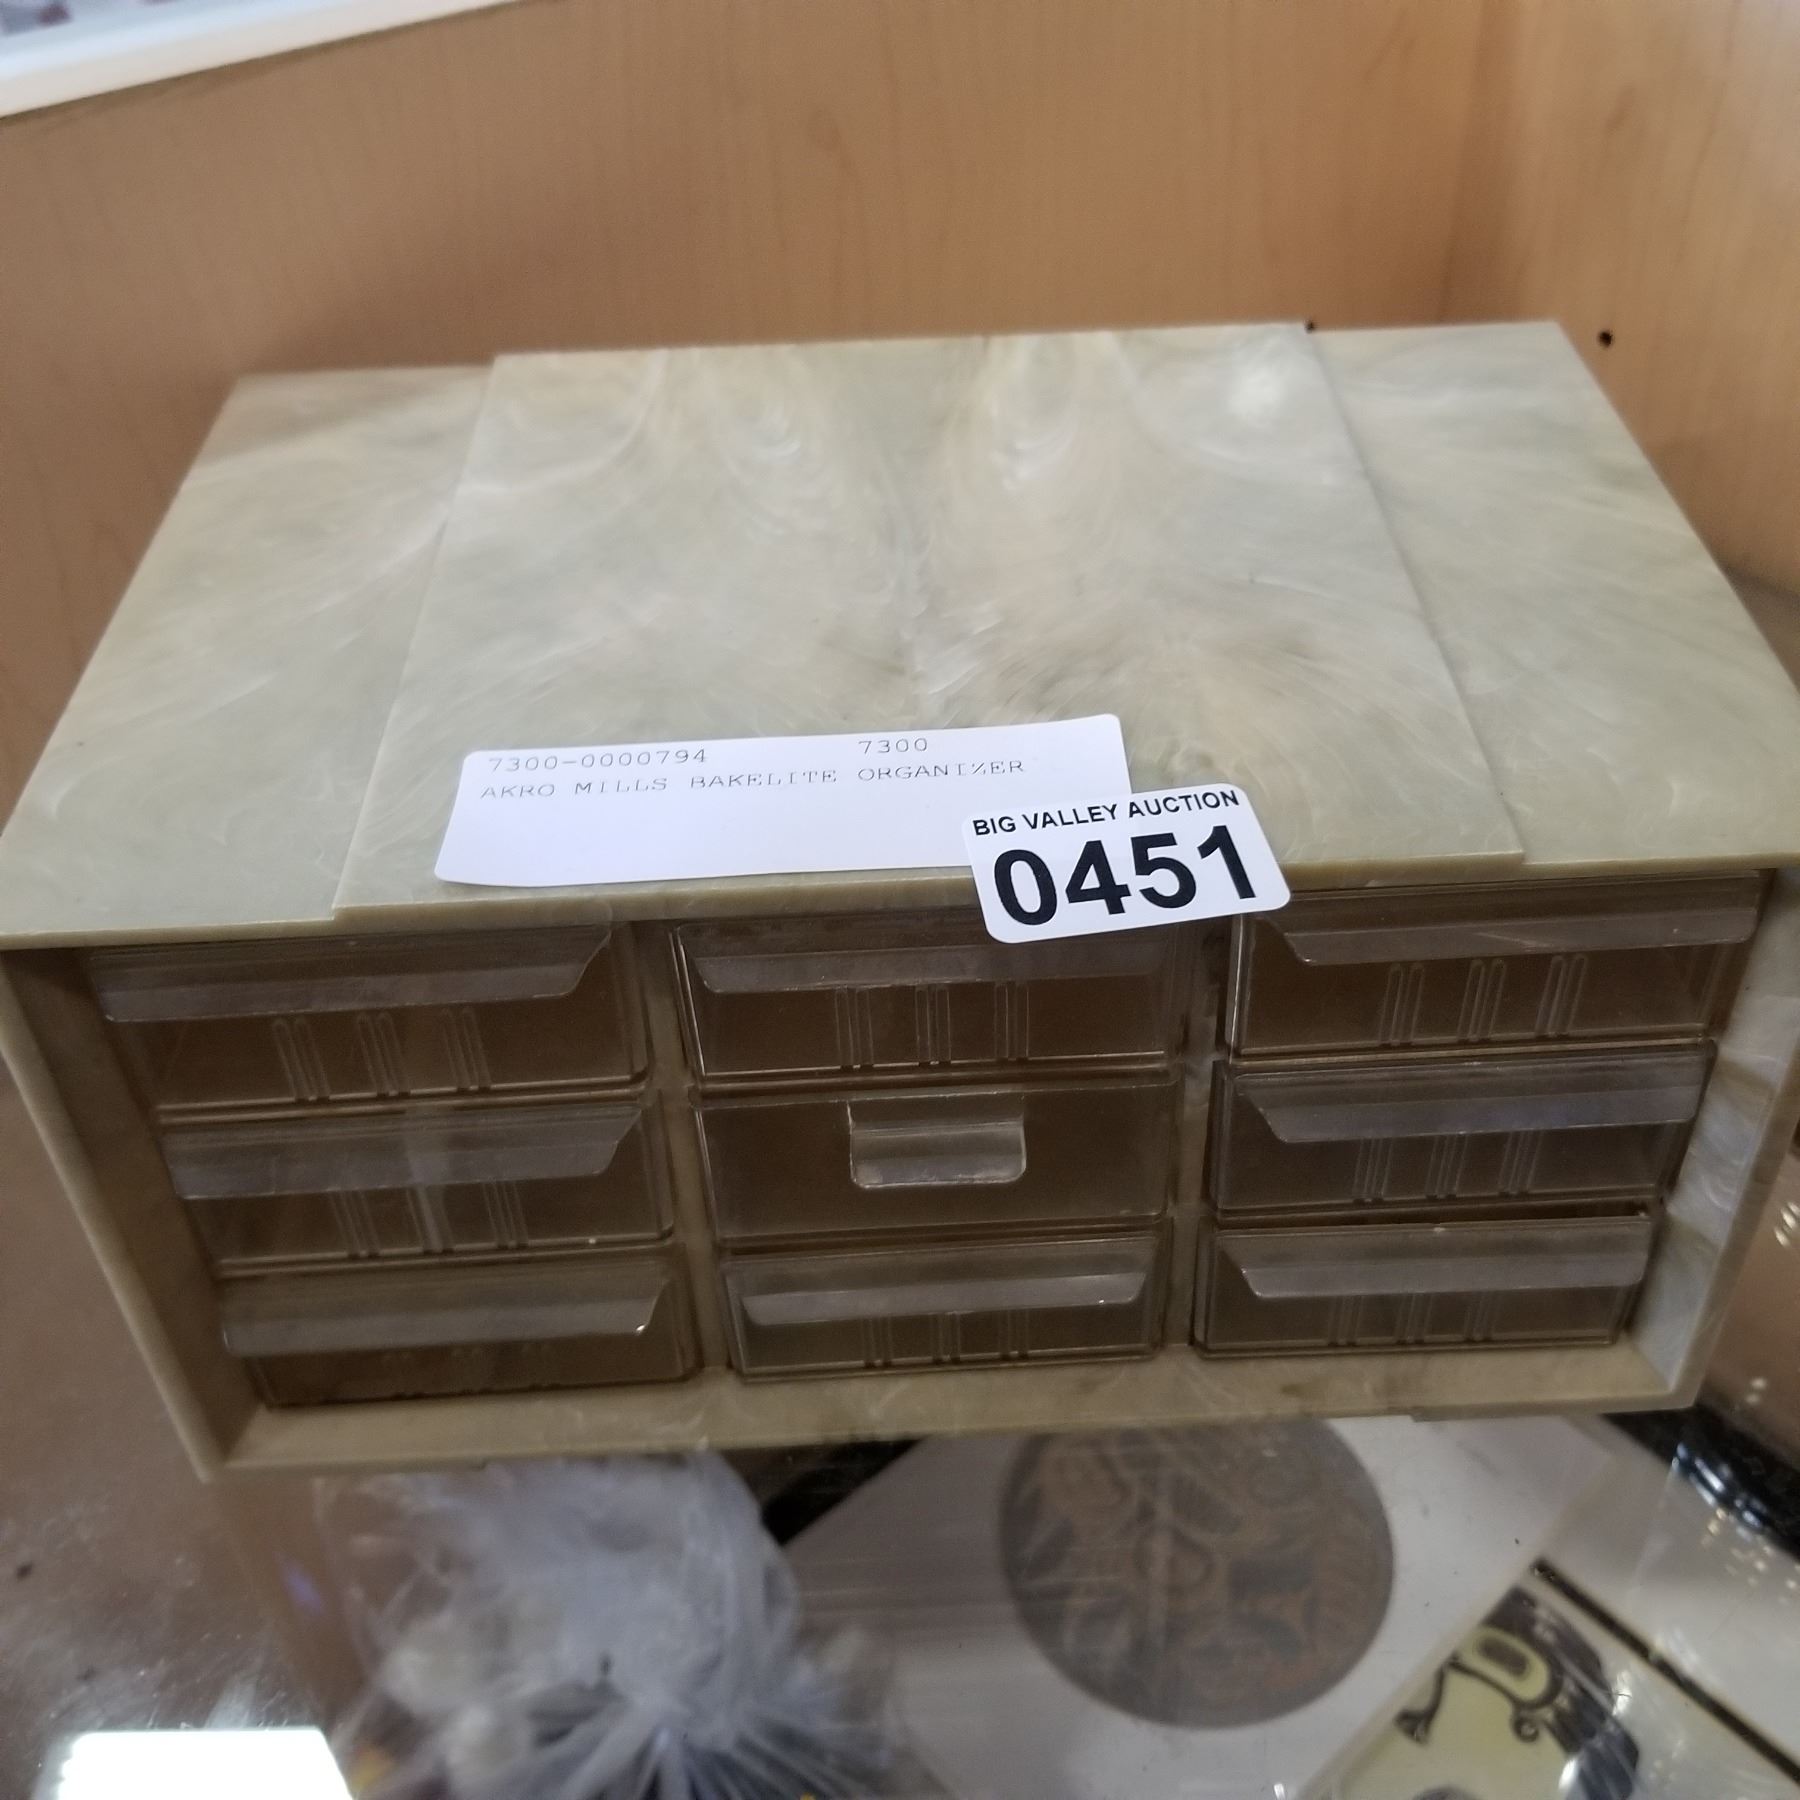 7300-0000794 7300
AKRO MILLS BAKELITE ORGANIZER
BIG VALLEY AUCTION
0451